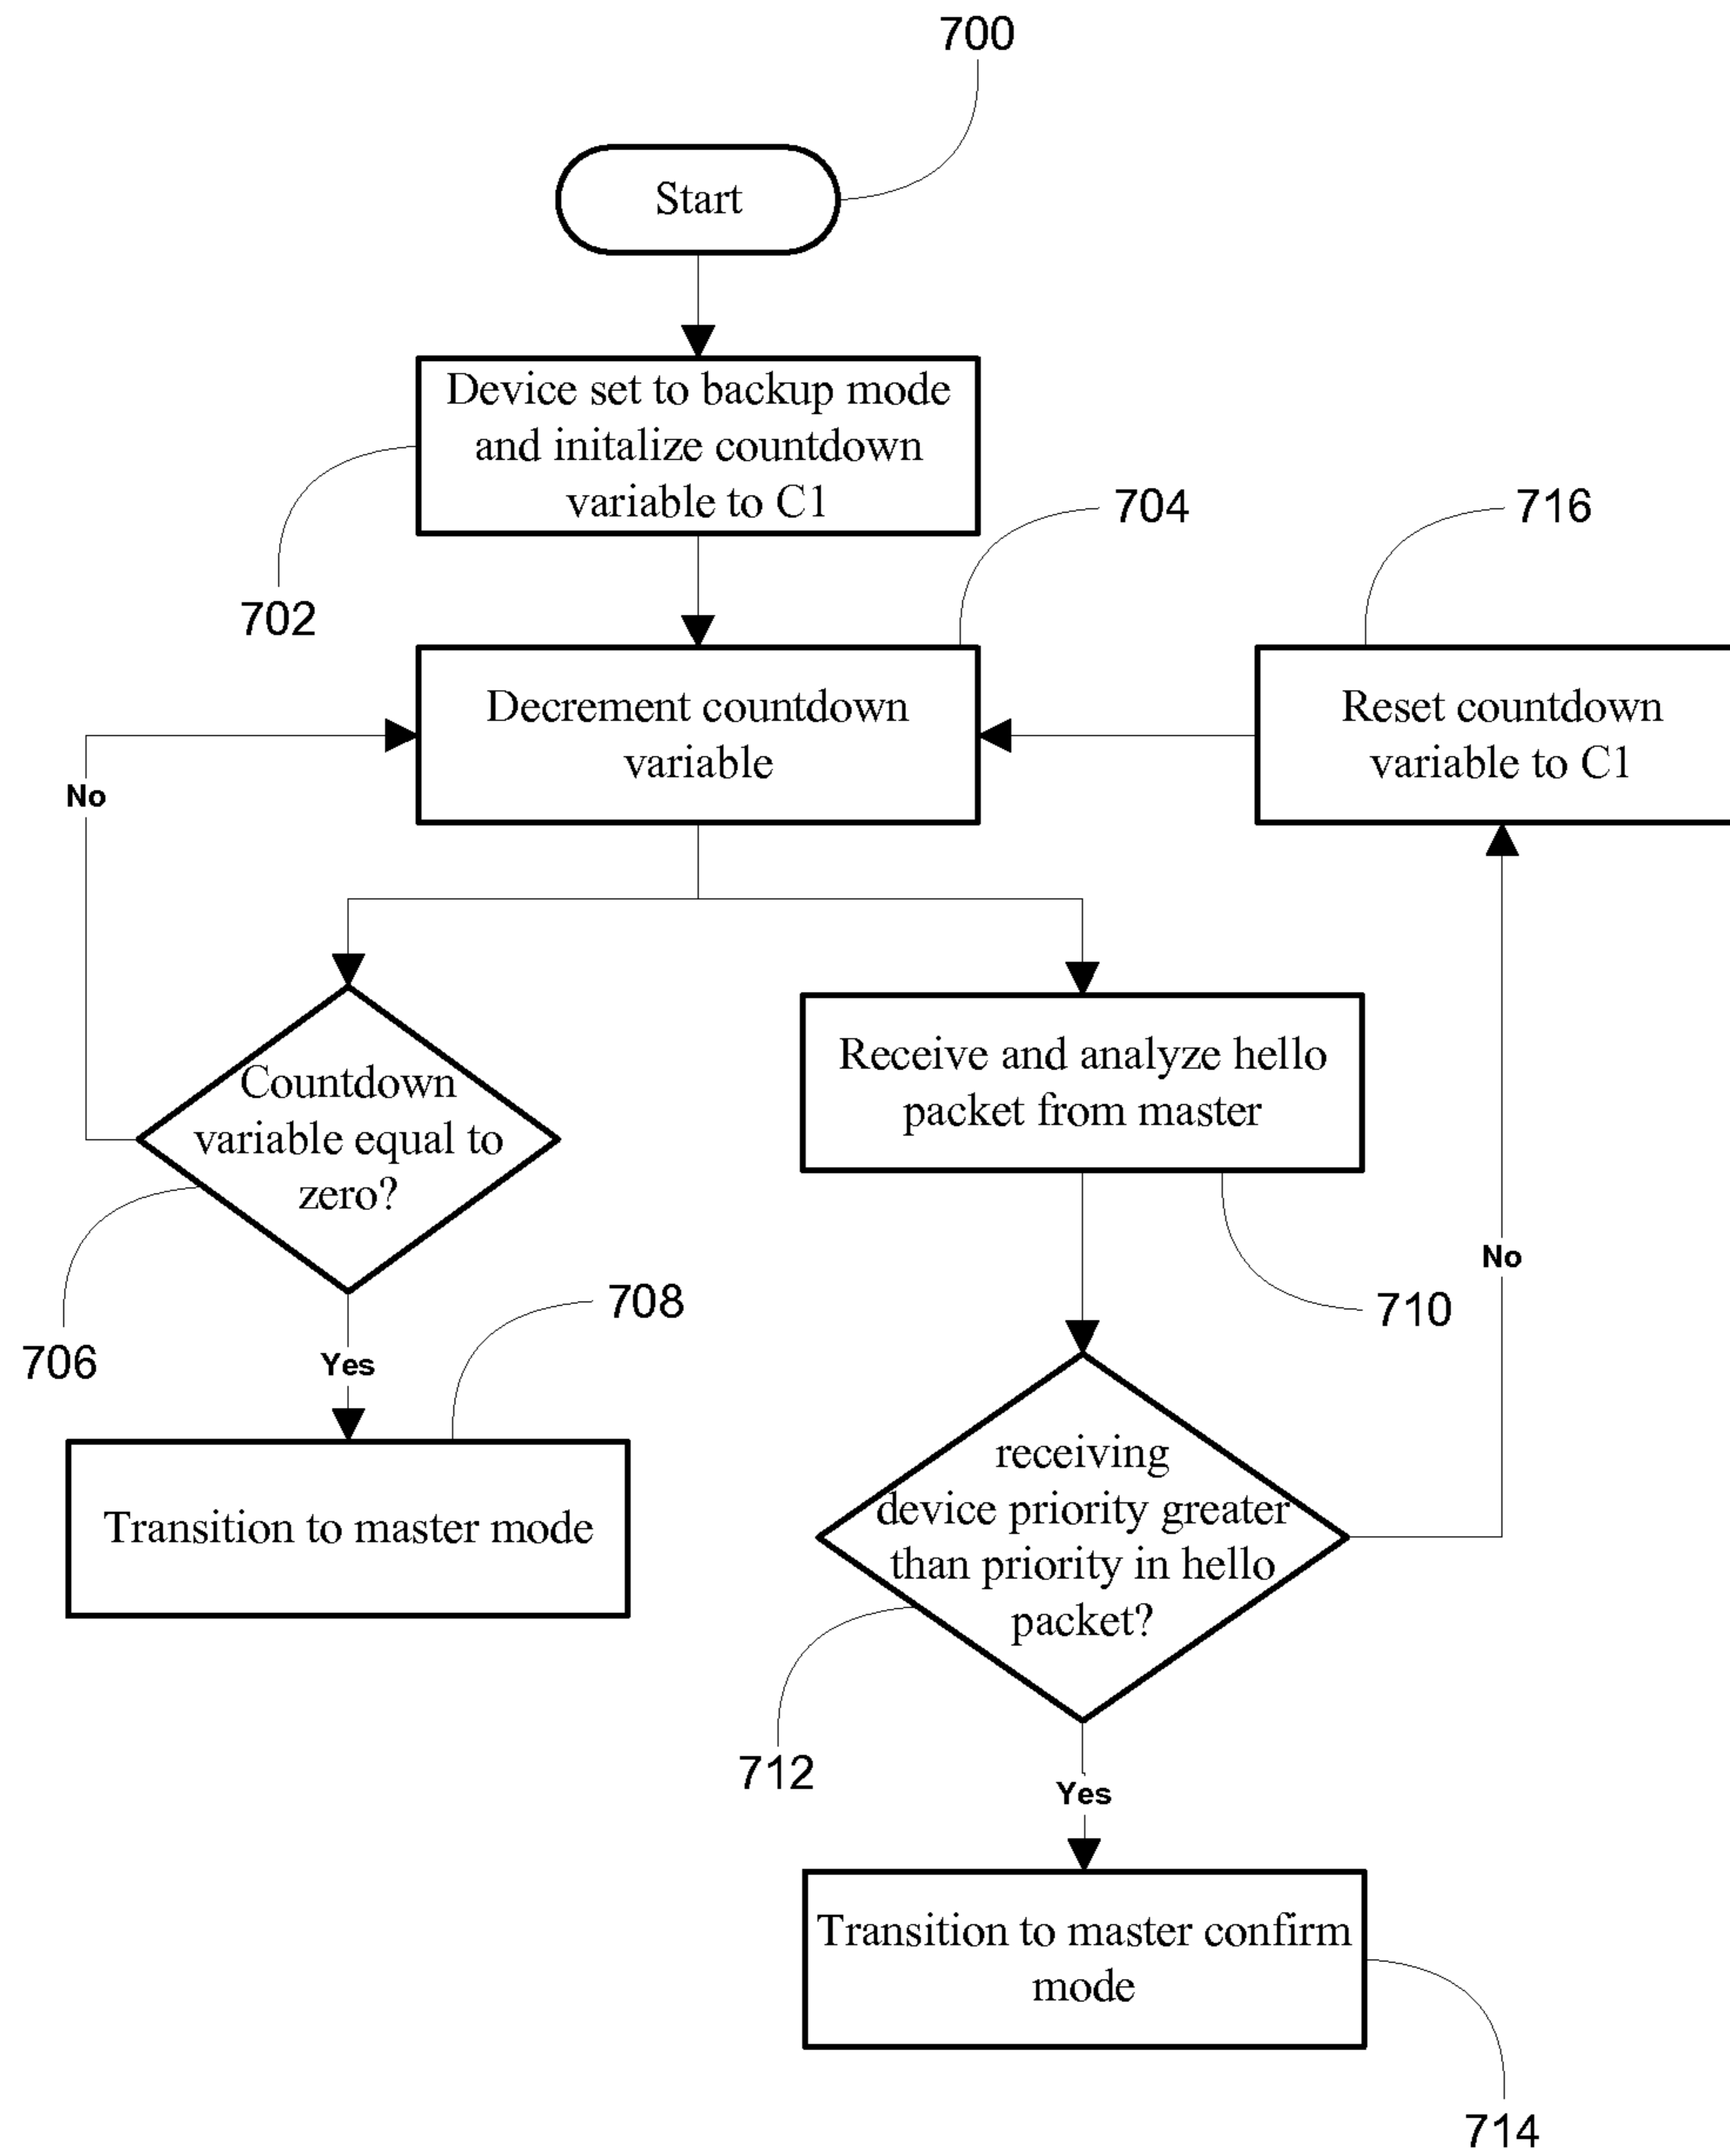 700
Start
Device set to backup mode
and initalize countdown
variable to C1
702
704
716
Decrement countdown
variable
Reset countdown
variable to C1
No
Countdown
variable equal to
zero?
706
Receive and analyze hello
packet from master
710
No
708
Yes
Transition to master mode
receiving
device priority greater
than priority in hello
packet?
712
Yes
Transition to master confirm
mode
714